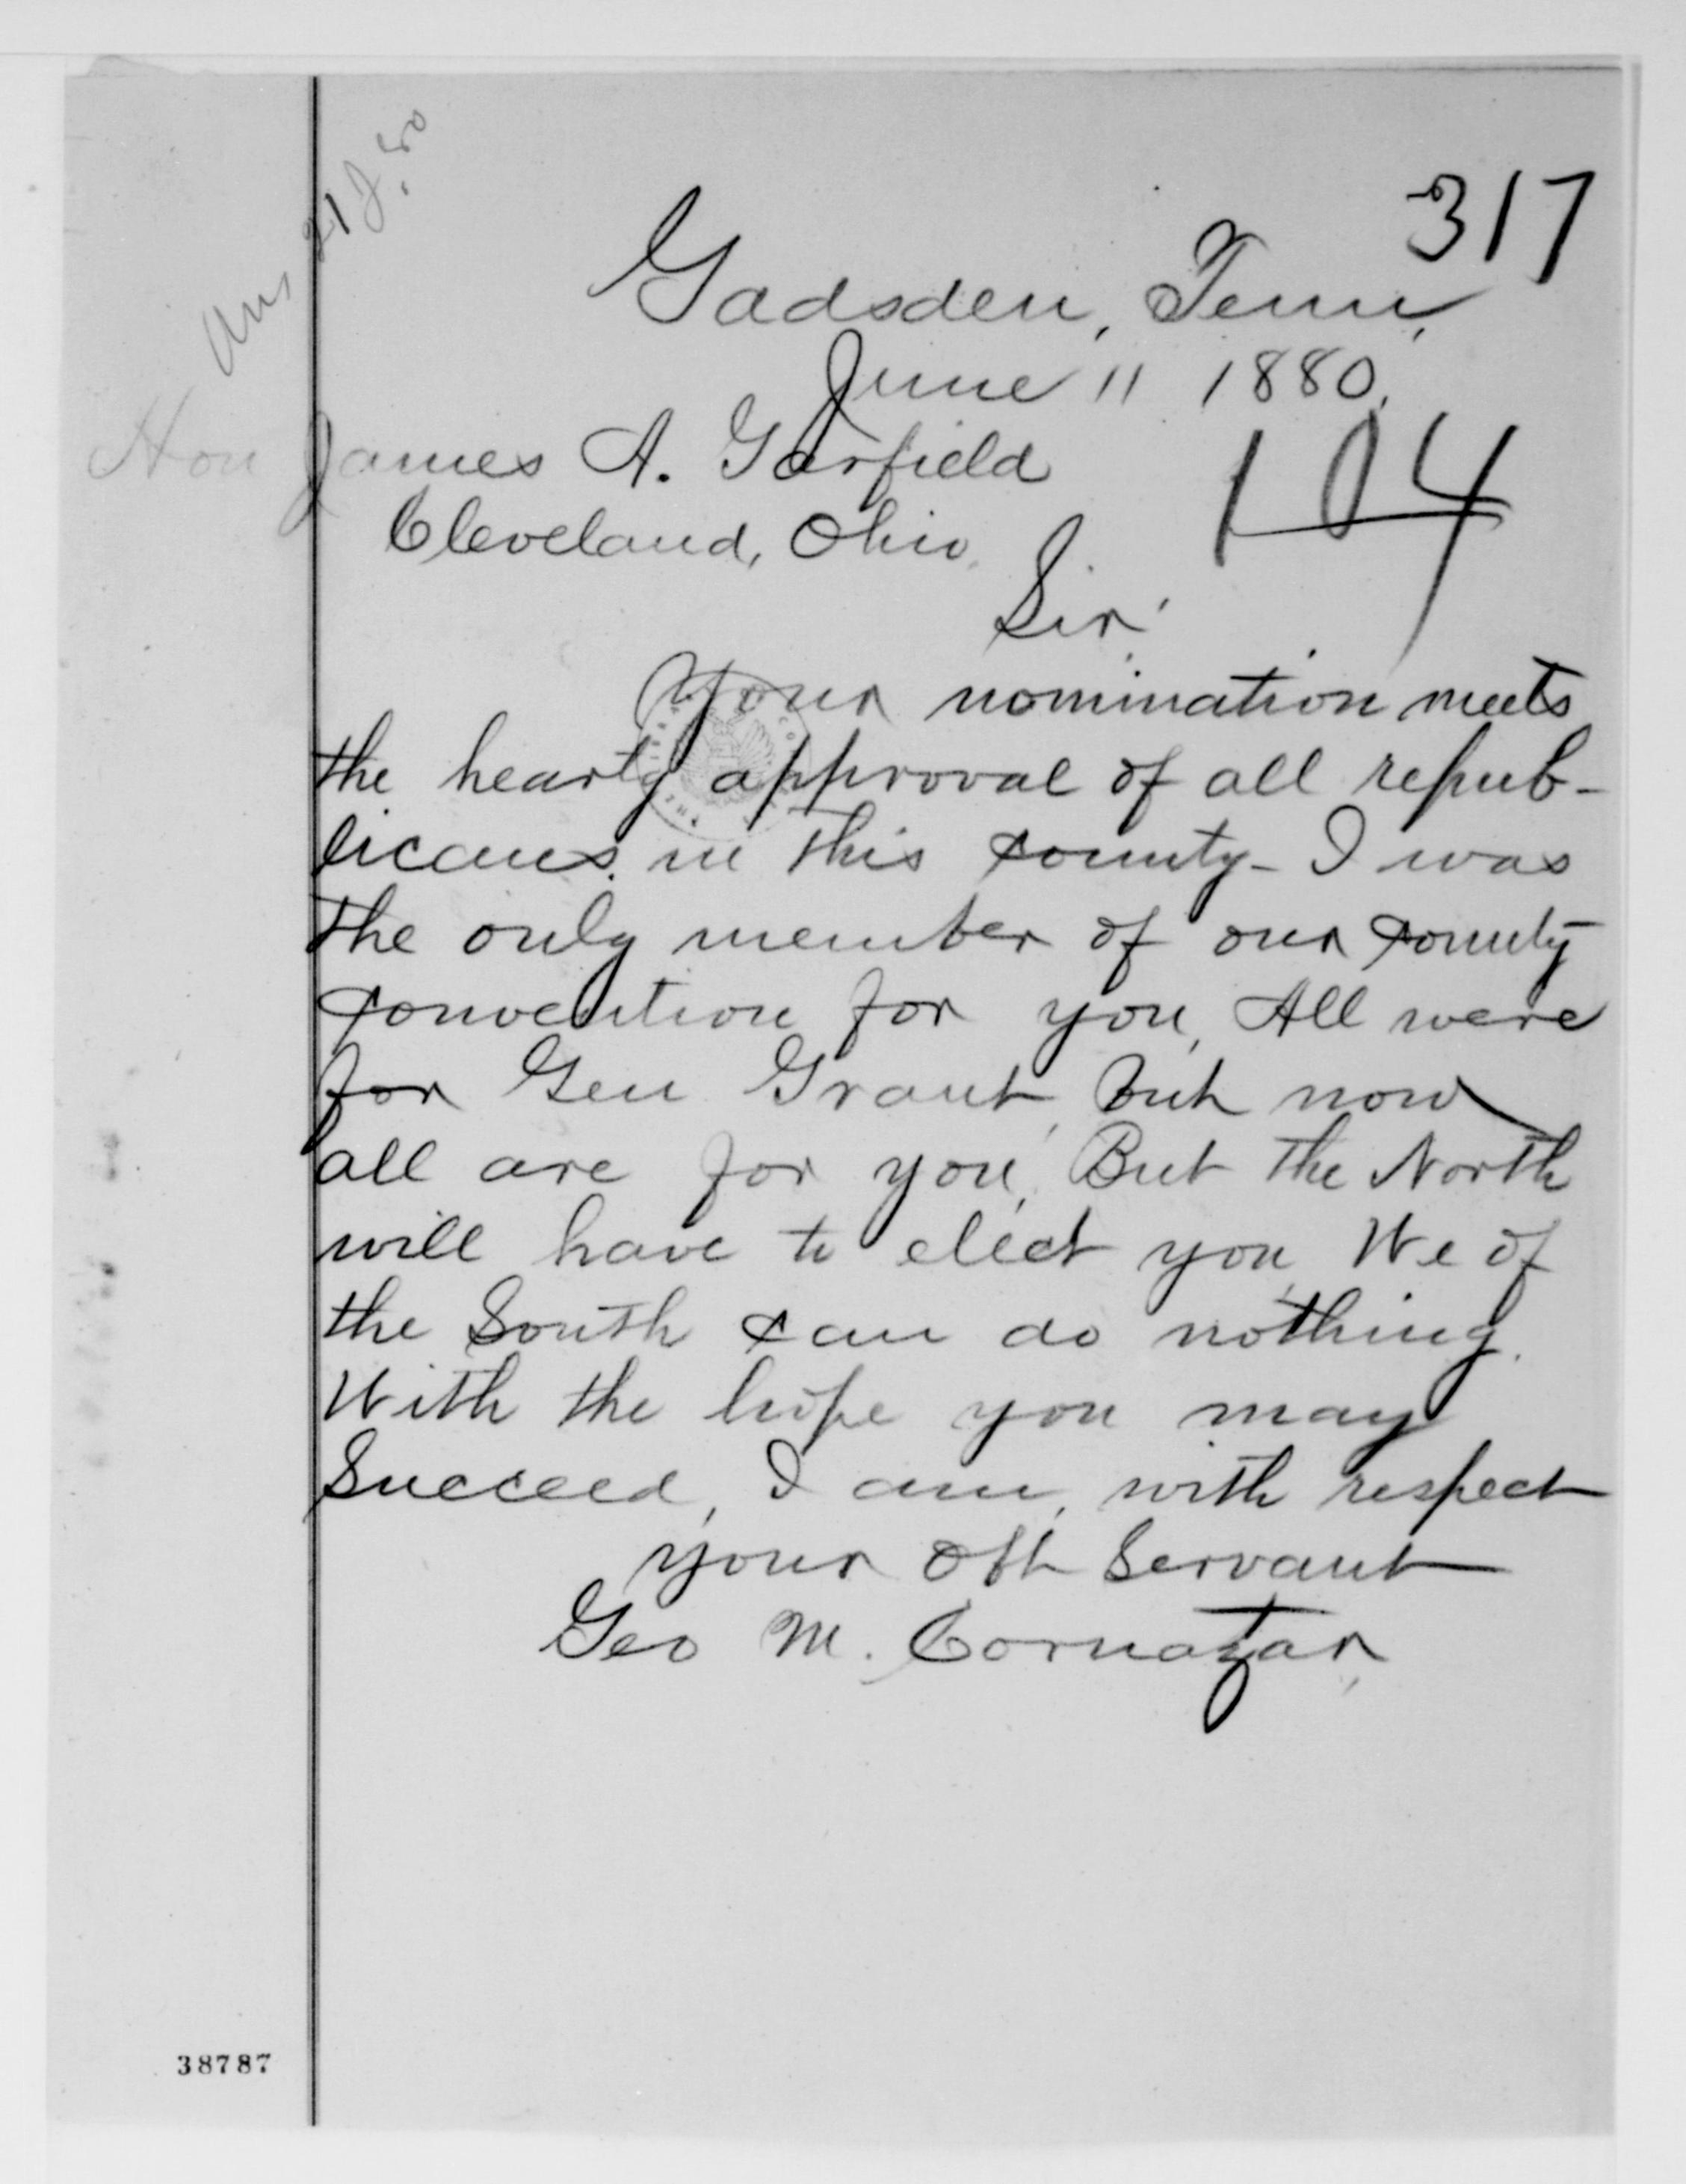 317
Ans 21 J. 80
Gadsden, Tenn,
June 11 1880.
Hon James A. Garfield
104
Cleveland, Ohio,
Sir:
Your nomination meets
the hearty approval of all repub-
licans in this county - I was
the only member of our county
convention for you, All were
for Gen Grant, but now
all are for you, But the North
will have to elect you, We of
the South can do nothing.
With the hope you may
Succeed, I am, with respect
your obt Servant
Geo M. Cornatzar,
38787